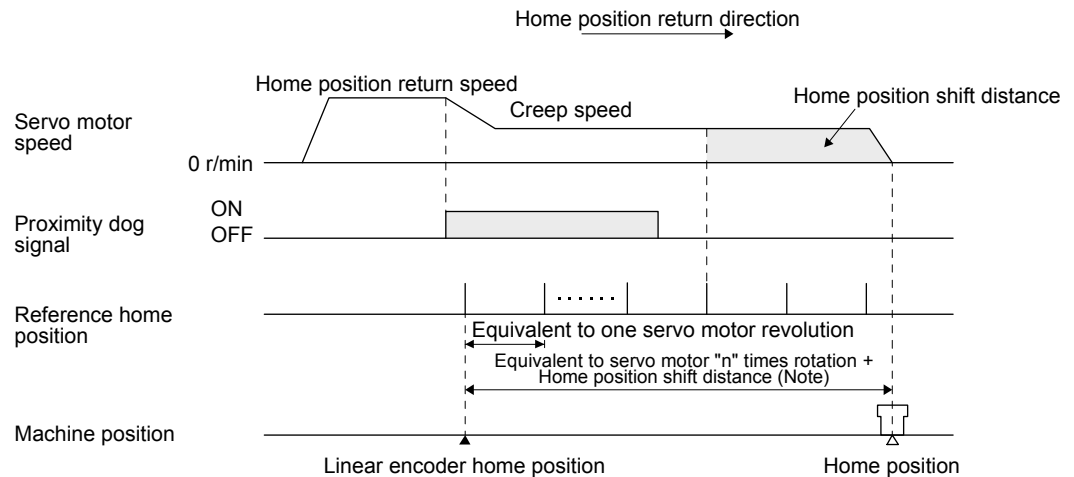 Home position return direction
Home position return speed
Creep speed
Home position shift distance
Servo motor
speed
0 r/min
ON
OFF
Proximity dog
signal
Reference home
position
Equivalent to one servo motor revolution
Equivalent to servo motor "n" times rotation +
Home position shift distance (Note)
Machine position
Linear encoder home position
Home position